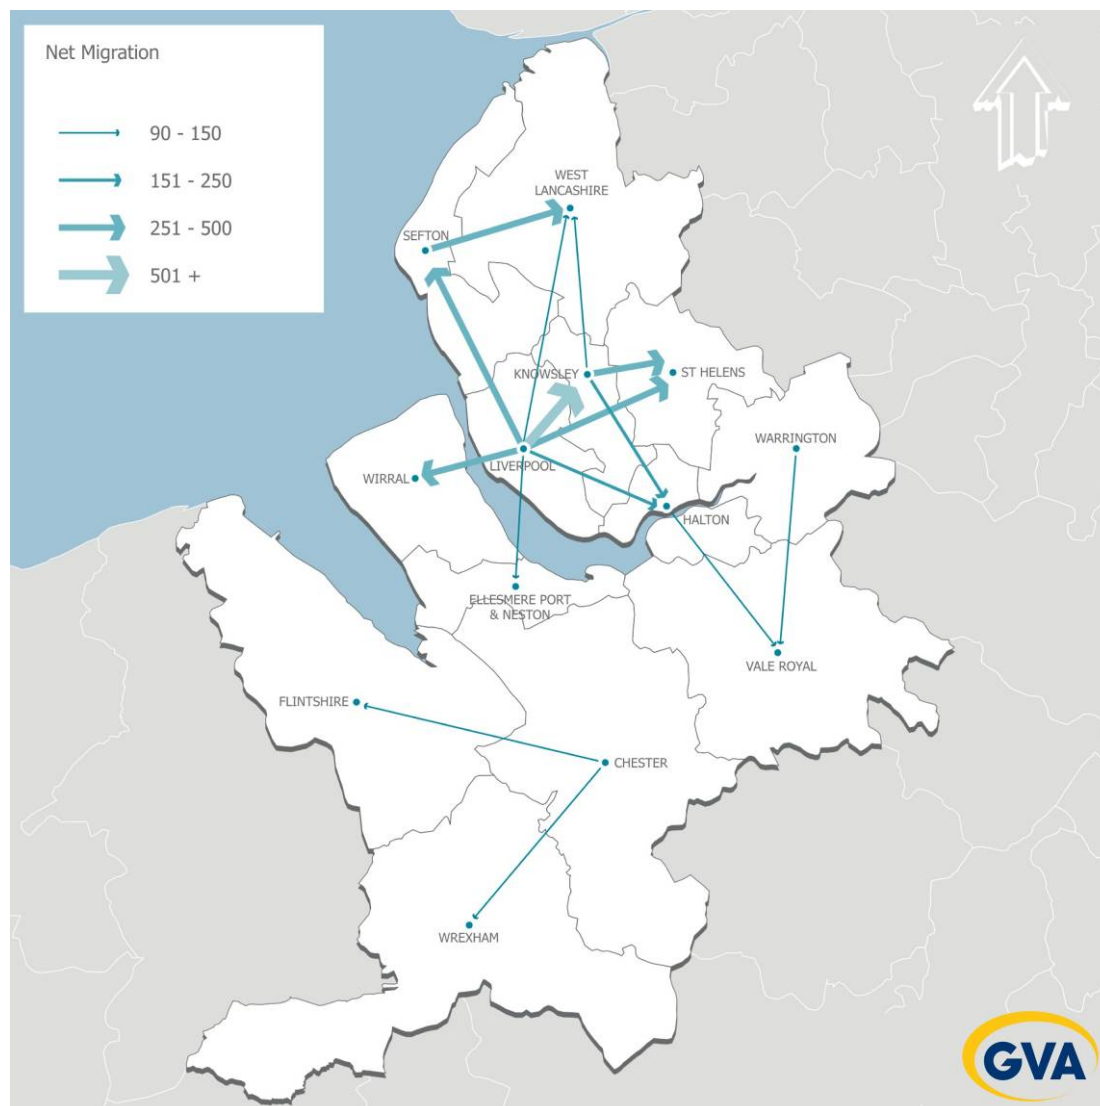 Net Migration
90 - 150
151 - 250
251 - 500
501 +
WEST
LANCASHIRE
SEFTON
KNOWSLEY
ST HELENS
WARRINGTON
LIVERPOOL
WIRRAL
HALTON
ELLESMERE PORT
& NESTON
VALE ROYAL
FLINTSHIRE
CHESTER
WREXHAM
GVA